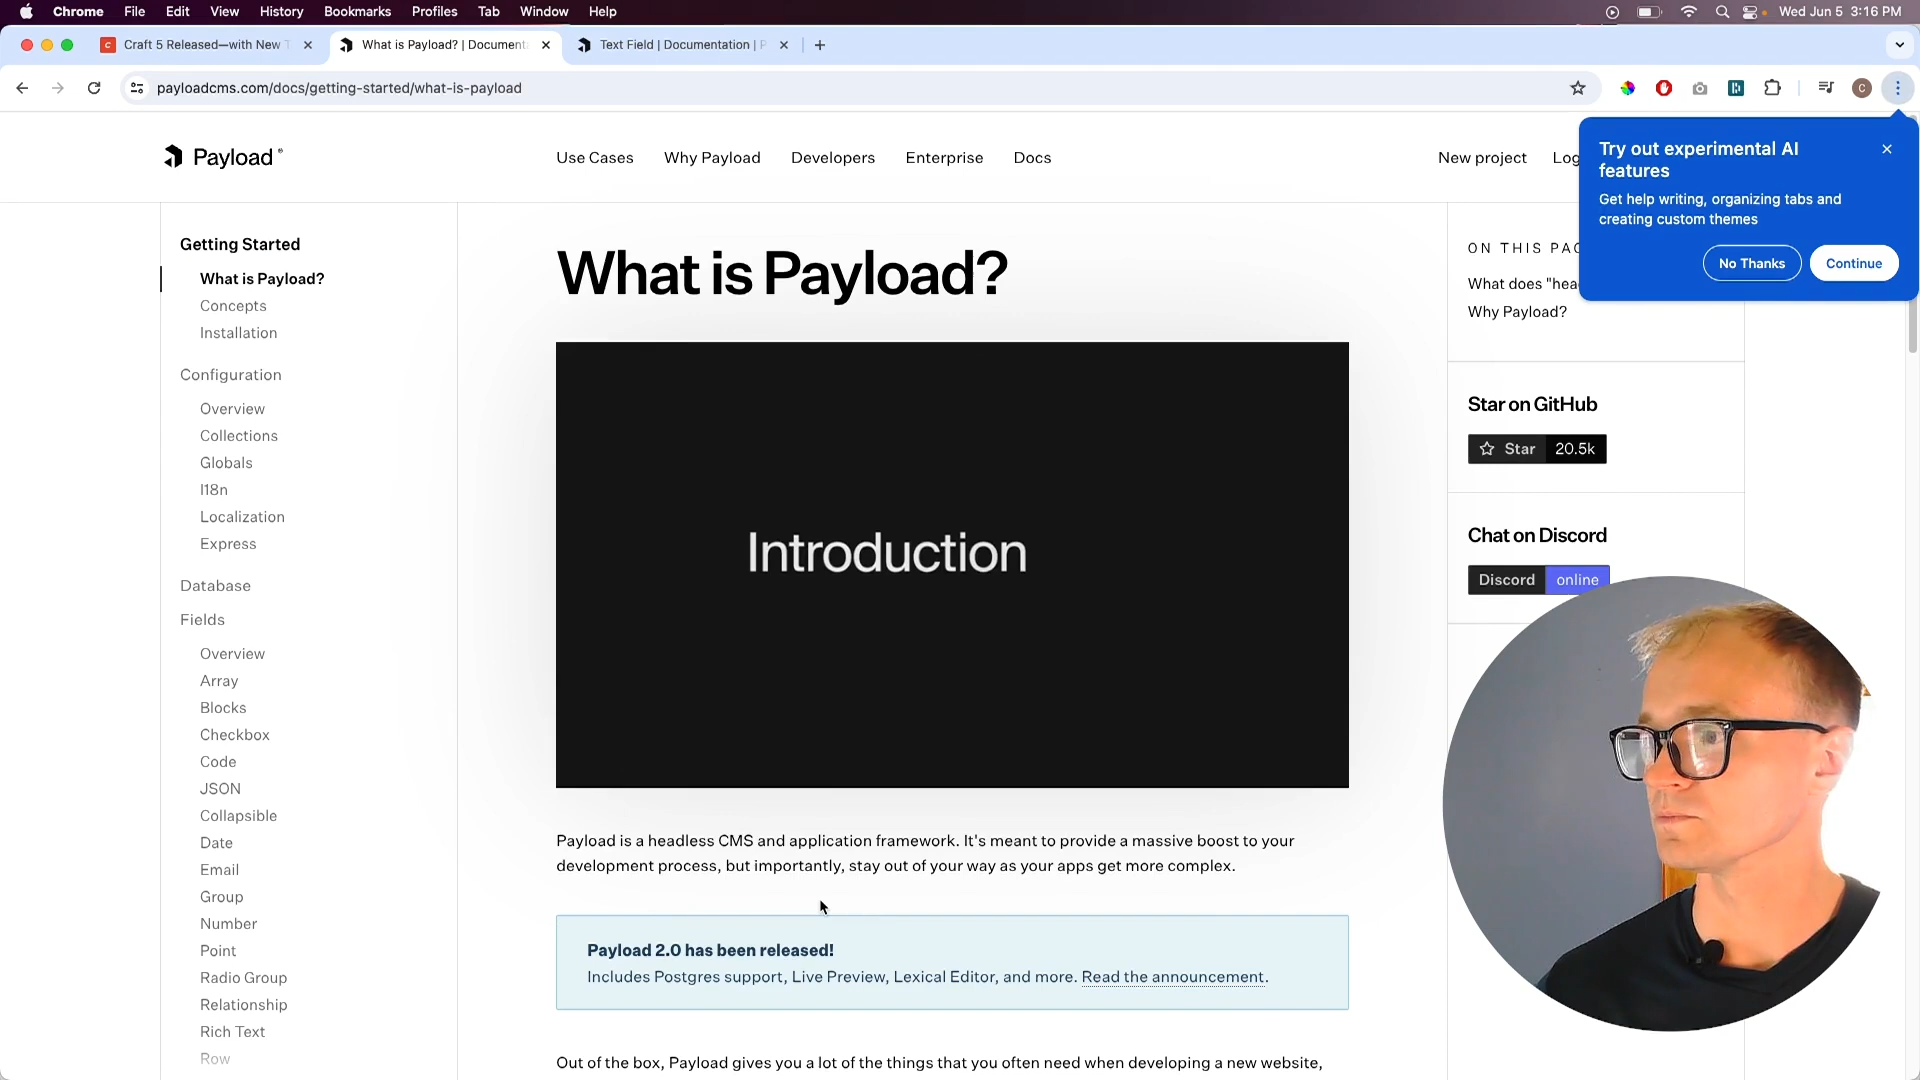 Chrome File Edit View History Bookmarks Profiles Tab Window Help
Wed Jun 5 3:16 PM
Craft 5 Released—with New
What is Payload? | Document
Text Field | Documentation | P
payloadcms.com/docs/getting-started/what-is-payload
C
Payload
Use Cases Why Payload Developers Enterprise Docs
New project Log
Try out experimental AI
features
Get help writing, organizing tabs and
creating custom themes
No Thanks Continue
Getting Started
What is Payload?
Concepts
Installation
Configuration
Overview
Collections
Globals
I18n
Localization
Express
Database
Fields
Overview
Array
Blocks
Checkbox
Code
JSON
Collapsible
Date
Email
Group
Number
Point
Radio Group
Relationship
Rich Text
Row
What is Payload?
Introduction
Payload is a headless CMS and application framework. It's meant to provide a massive boost to your
development process, but importantly, stay out of your way as your apps get more complex.
Payload 2.0 has been released!
Includes Postgres support, Live Preview, Lexical Editor, and more. Read the announcement.
Out of the box, Payload gives you a lot of the things that you often need when developing a new website,
ON THIS PAG
What does "hea
Why Payload?
Star on GitHub
Star 20.5k
Chat on Discord
Discord online